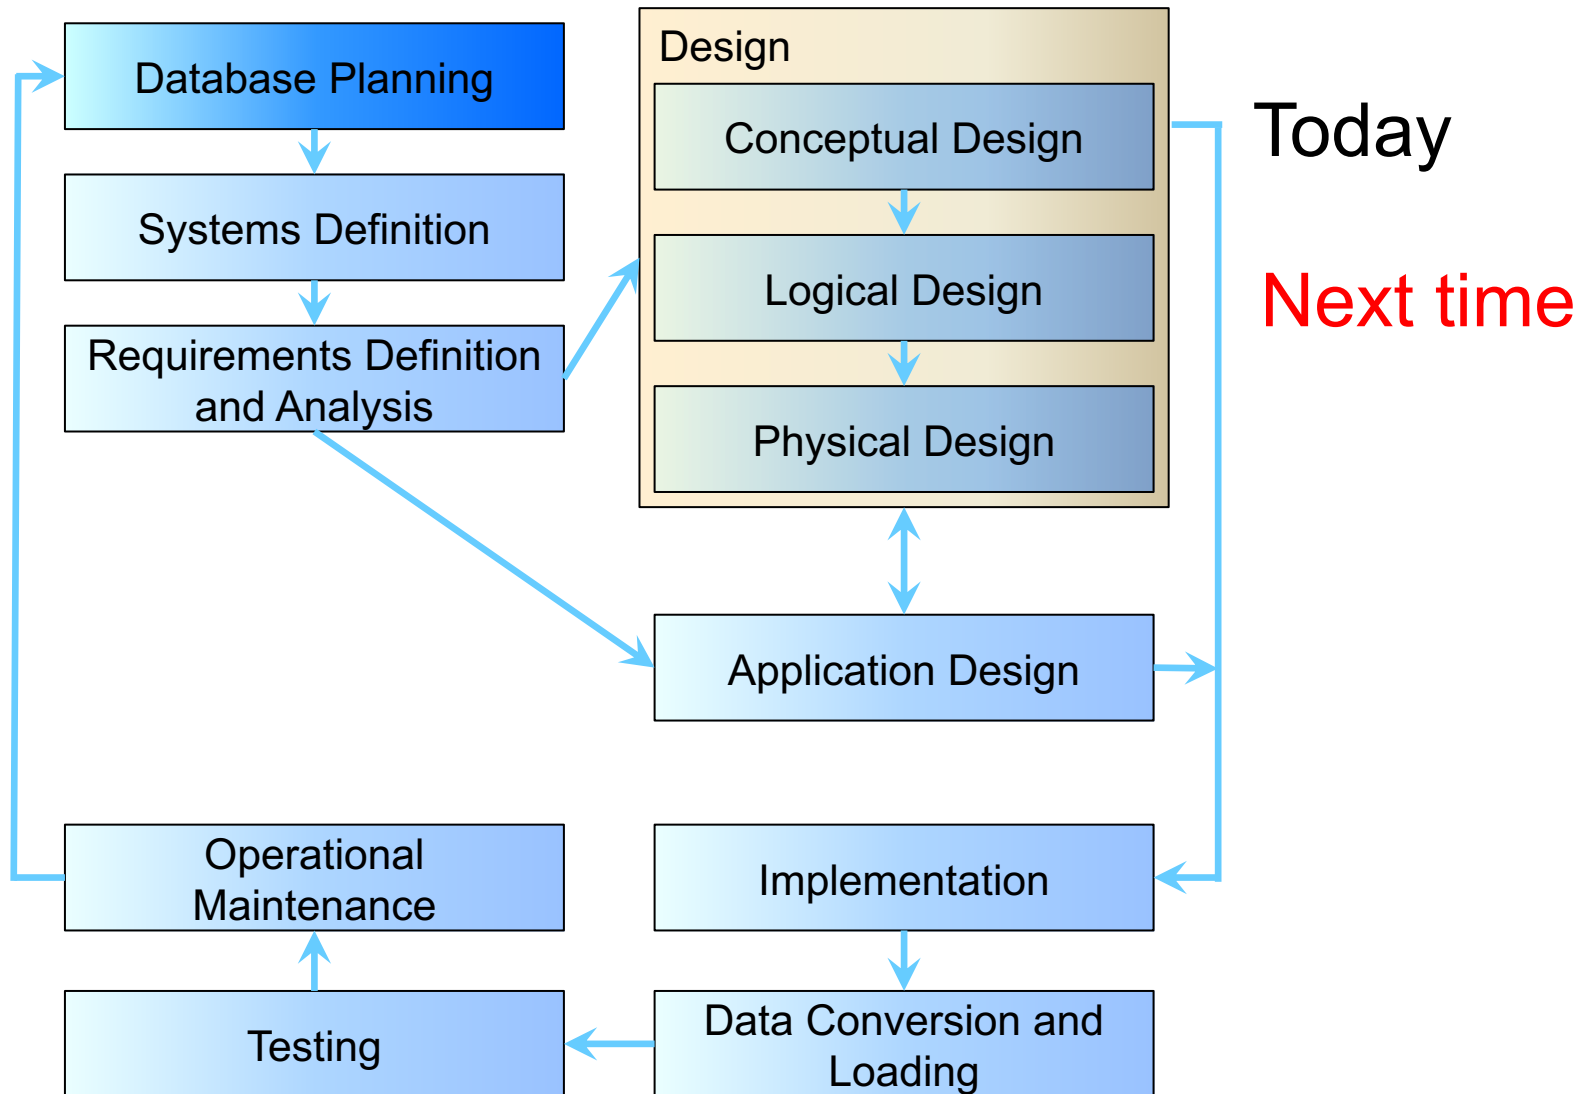 Database Planning
Systems Definition
Requirements Definition
and Analysis
Design
Conceptual Design
Logical Design
Physical Design
Today
Next time
Application Design
Operational
Maintenance
Implementation
Testing
Data Conversion and
Loading